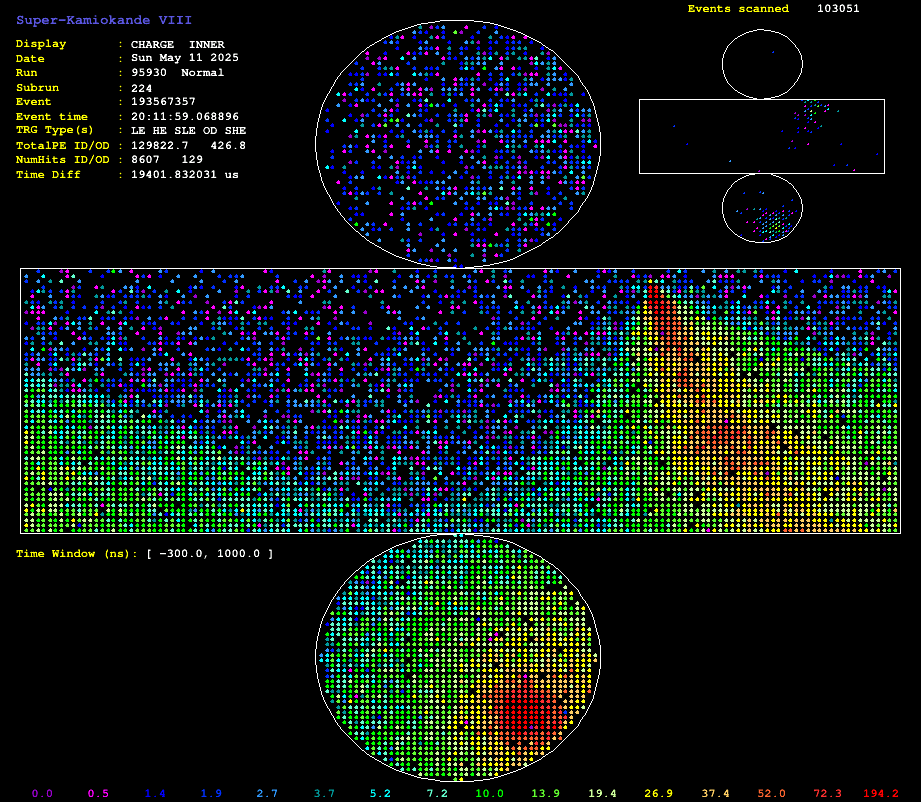 Super-Kamiokande VIII
Events scanned 103051
Display : CHARGE INNER
Date : Sun May 11 2025
Run : 95930 Normal
Subrun : 224
Event : 193567357
Event time : 20:11:59.068896
TRG Type(s) : LE HE SLE OD SHE
TotalPE ID/OD : 129822.7 426.8
NumHits ID/OD : 8607 129
Time Diff : 19401.832031 us
Time Window (ns): [ −300.0, 1000.0 ]
0.0 0.5 1.4 1.9 2.7 3.7 5.2 7.2 10.0 13.9 19.4 26.9 37.4 52.0 72.3 194.2